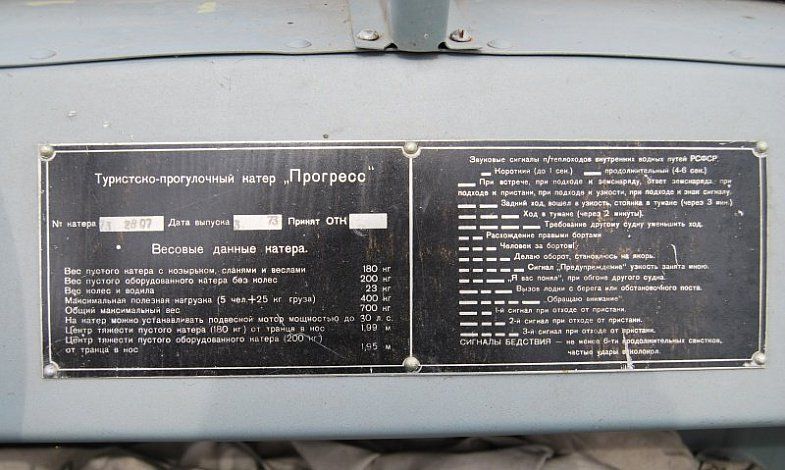 Туристско-прогулочный катер „Прогресс"
№ катера 2807 Дата выпуска 73 Принят ОТК
Весовые данные катера.
Вес пустого катера с козырьком, сланями и веслами 180 кг
Вес пустого оборудованного катера без колес 200 кг
Вес колес и водила 23 кг
Максимальная полезная нагрузка (5 чел.+25 кг груза) 400 кг
Общий максимальный вес 700 кг
На катер можно устанавливать подвесной мотор мощностью до 30 л. с.
Центр тяжести пустого катера (180 кг) от транца в нос 1,99 м
Центр тяжести пустого оборудованного катера (200 кг)
от транца в нос 1,95 м
Звуковые сигналы п/теплоходов внутренних водных путей РСФСР.
Короткий (до 1 сек.) продолжительный (4-6 сек.)
При встрече, при подходе к земснаряду, ответ земснаряда, при
подходе к пристани, при подходе к узкости, при подходе к знак сигналу.
Задний ход, вошел в узкость, стоянка в тумане (через 3 мин.)
Ход в тумане (через 2 минуты).
Требование другому судну уменьшить ход.
Расхождение правыми бортами
Человек за бортом!
Делаю оборот, становлюсь на якорь.
Сигнал „Предупреждение" узкость занята мною.
„Я вас понял", при обгоне другого судна.
Вызов лодки с берега или обстановочного поста.
„Обращаю внимание"
1-й сигнал при отходе от пристани.
2-й сигнал при отходе от пристани.
3-й сигнал при отходе от пристани.
СИГНАЛЫ БЕДСТВИЯ — не менее 6-ти продолжительных свистков,
частые удары в колокол.